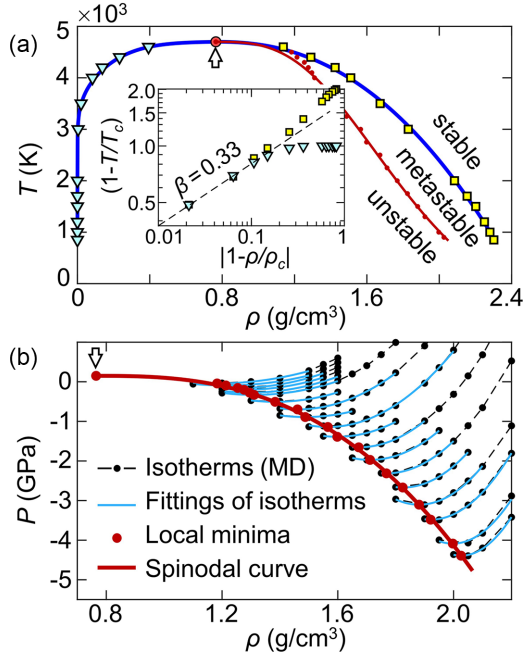 (a)
×10³
5
4
3
2
1
0
T (K)
0
0.8
1.6
2.4
ρ (g/cm³)
stable
metastable
unstable
2.0
1.0
0.5
(1-T/Tc)
β=0.33
0.01
0.1
1
|1-ρ/ρc|
(b)
0
-1
-2
-3
-4
-5
P (GPa)
Isotherms (MD)
Fittings of isotherms
Local minima
Spinodal curve
0.8
1.2
1.6
2.0
ρ (g/cm³)